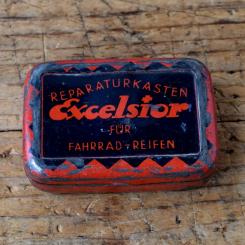 REPARATURKASTEN
Excelsior
FÜR
FAHRRAD-REIFEN